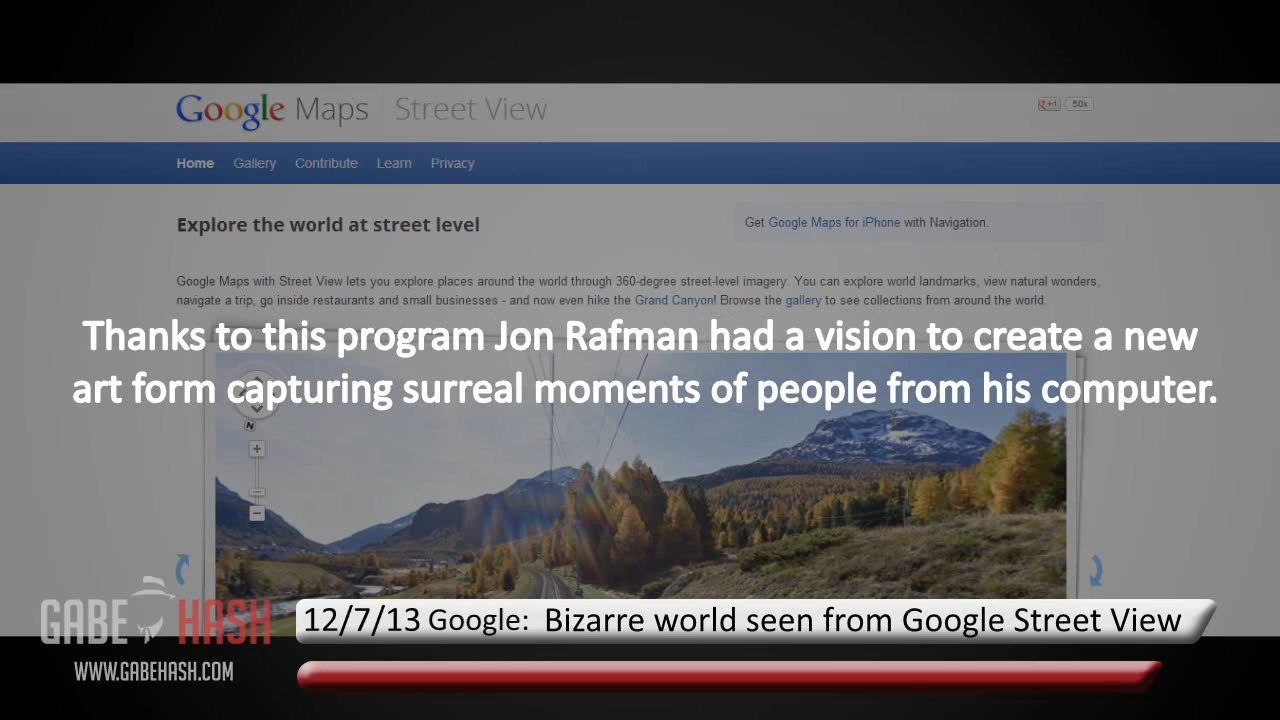 Google Maps Street View
g +1 50k
Home Gallery Contribute Learn Privacy
Explore the world at street level
Get Google Maps for iPhone with Navigation.
Google Maps with Street View lets you explore places around the world through 360-degree street-level imagery. You can explore world landmarks, view natural wonders,
navigate a trip, go inside restaurants and small businesses - and now even hike the Grand Canyon! Browse the gallery to see collections from around the world.
Thanks to this program Jon Rafman had a vision to create a new
art form capturing surreal moments of people from his computer.
N
GABE HASH
WWW.GABEHASH.COM
12/7/13 Google: Bizarre world seen from Google Street View